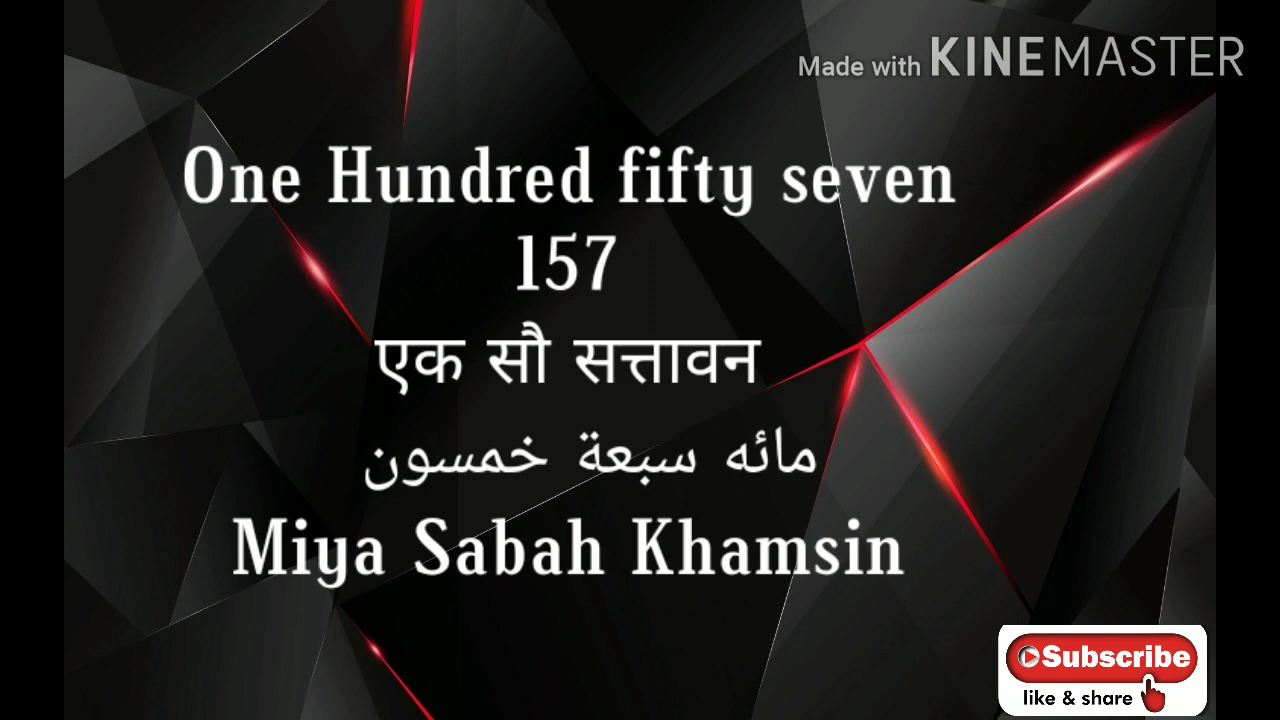 Made with KINEMASTER
One Hundred fifty seven
157
एक सौ सत्तावन
مائه سبعة خمسون
Miya Sabah Khamsin
Subscribe
like & share